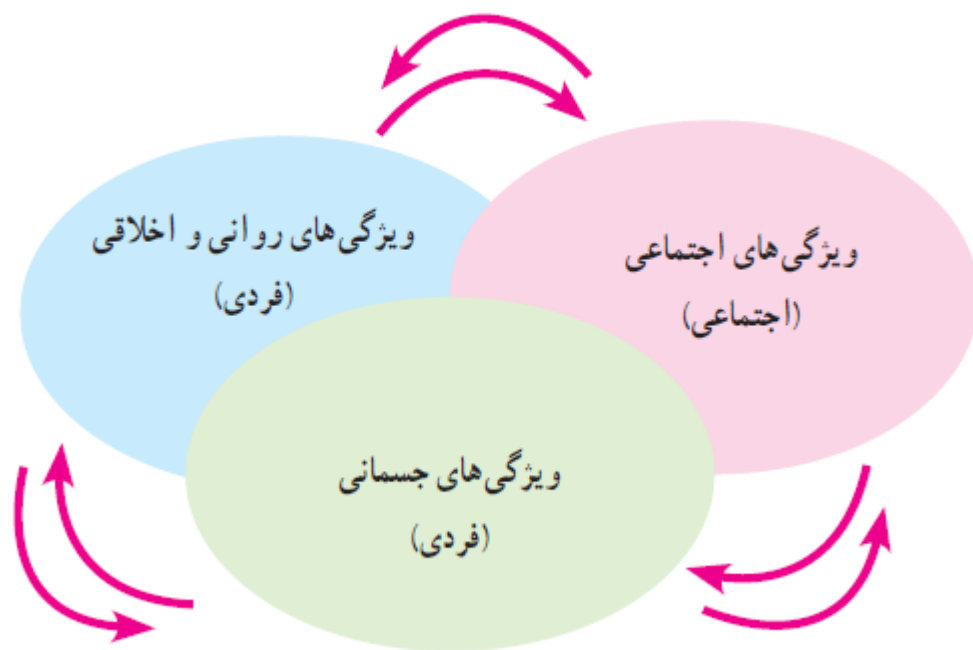 ویژگی‌های روانی و اخلاقی
(فردی)
ویژگی‌های اجتماعی
(اجتماعی)
ویژگی‌های جسمانی
(فردی)